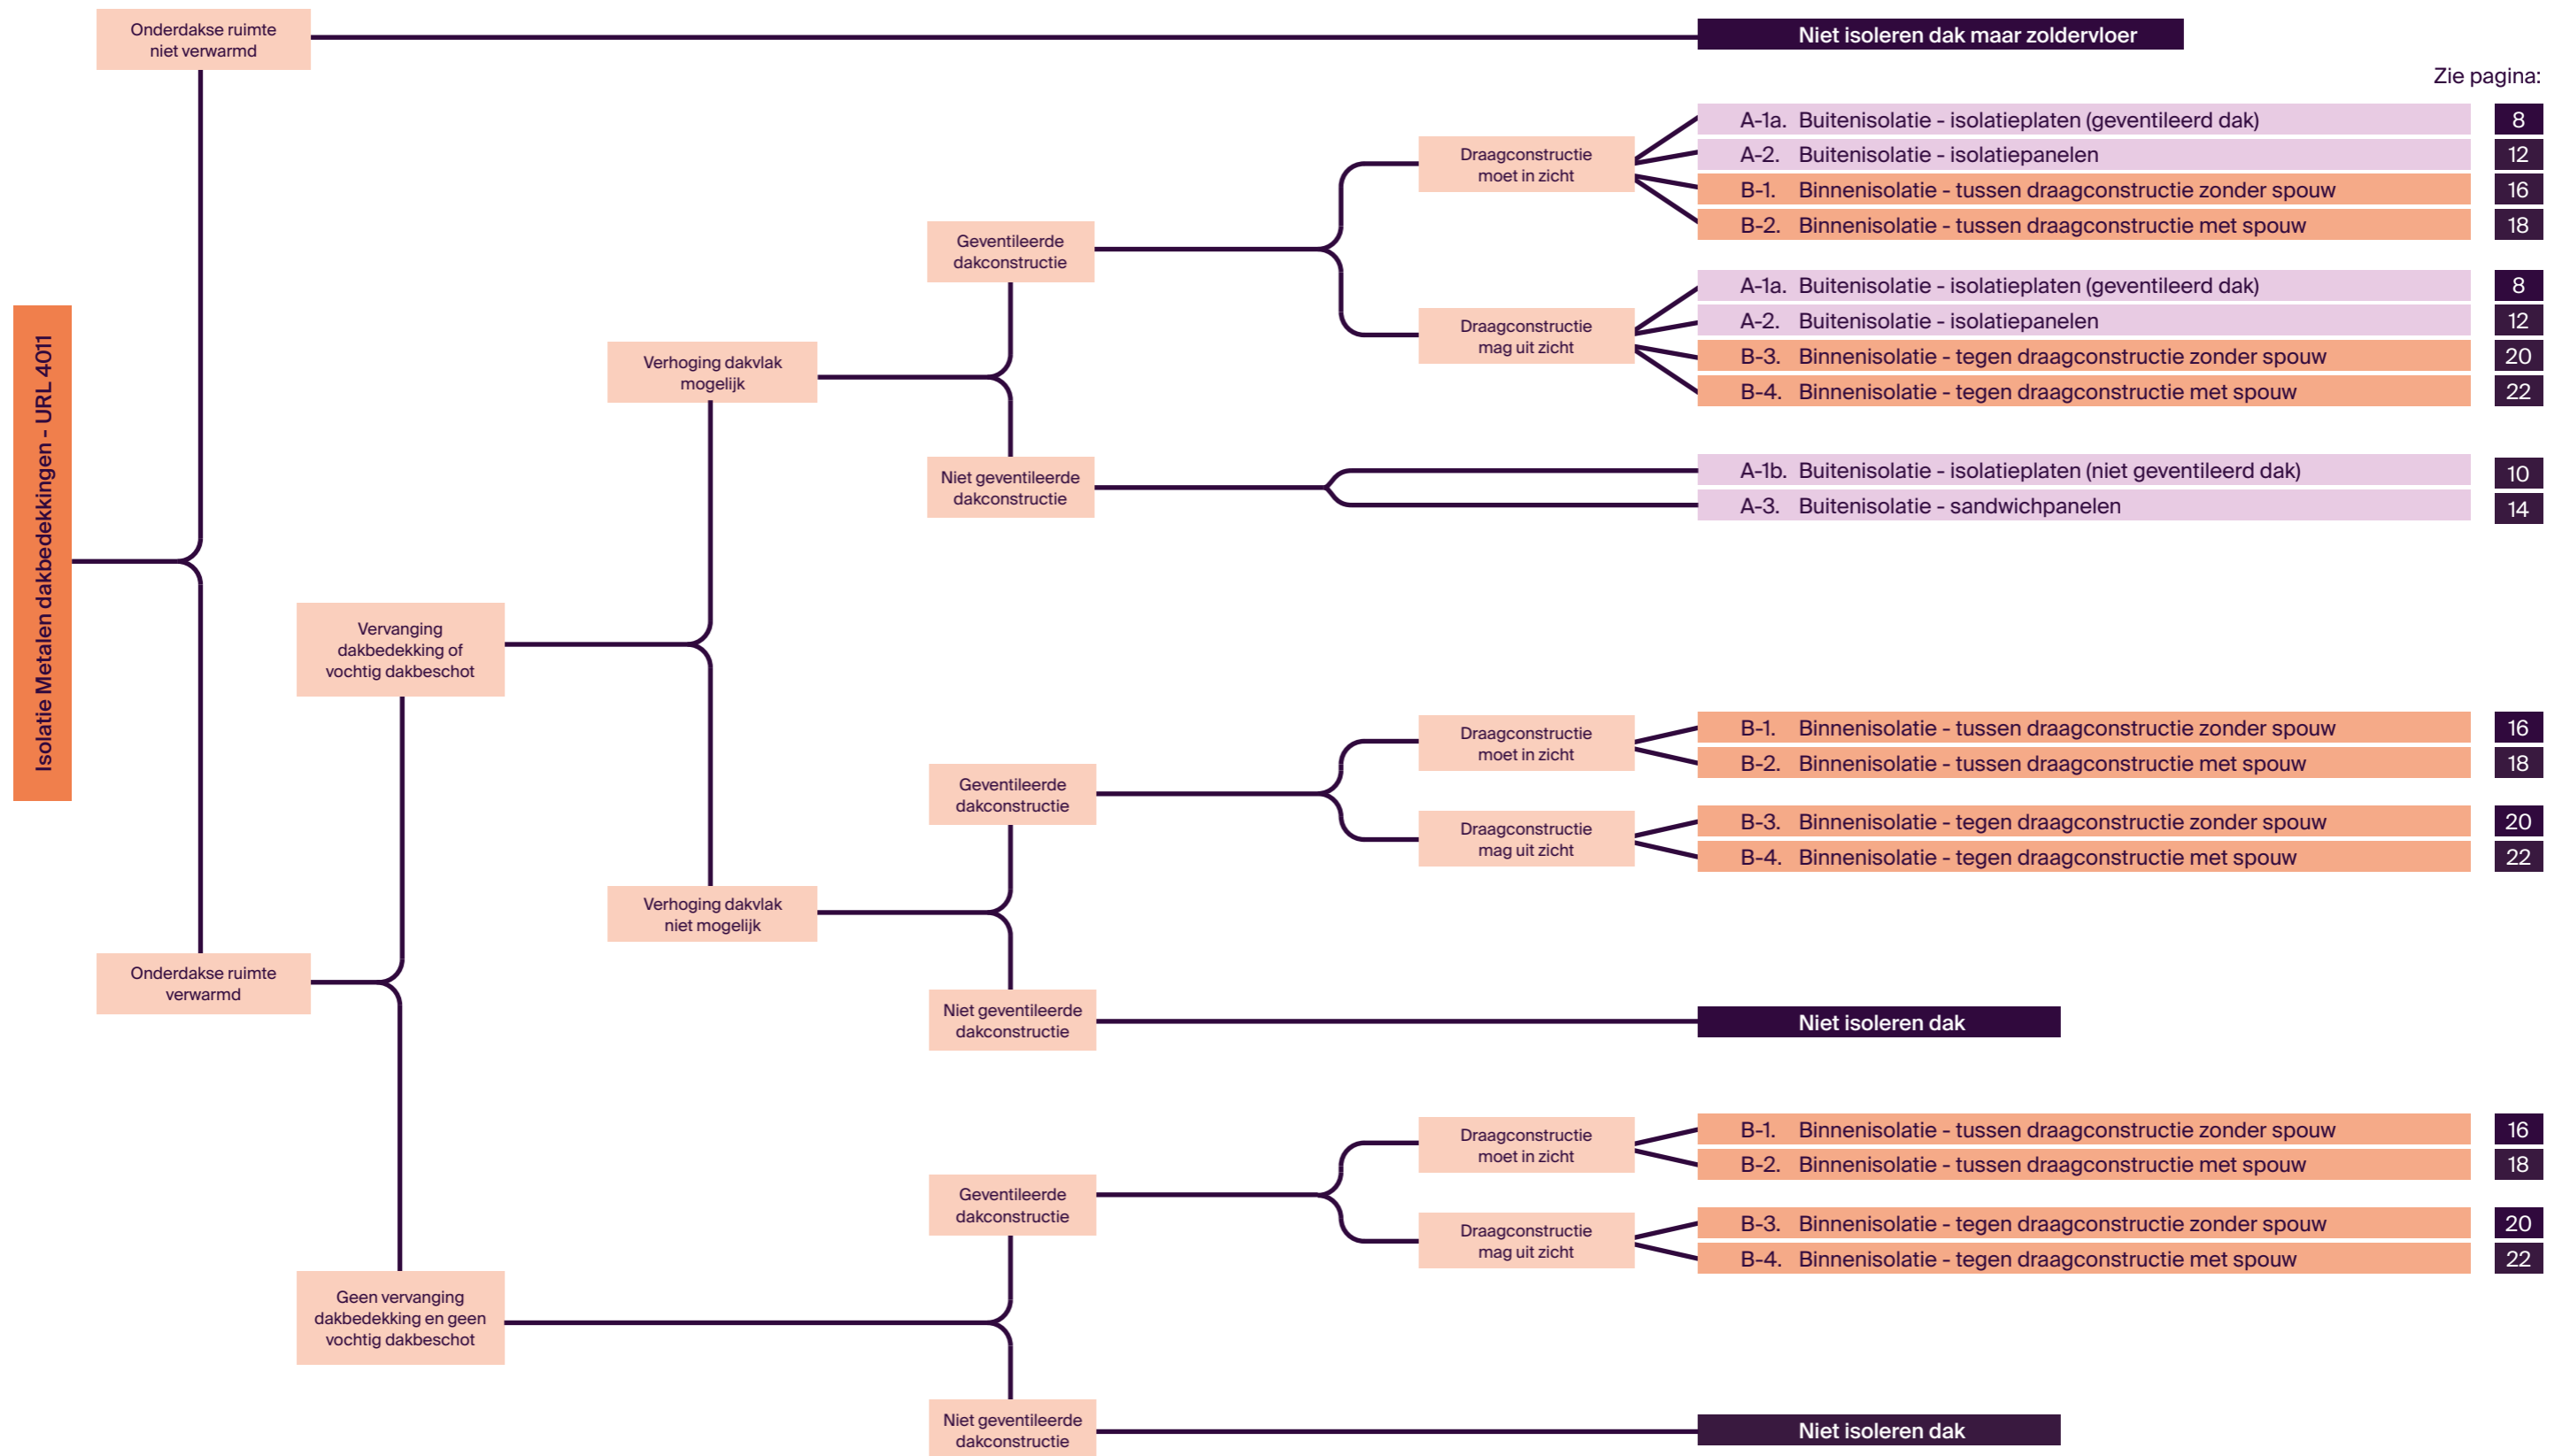 Onderdakse ruimte
niet verwarmd
Niet isoleren dak maar zoldervloer
Zie pagina:
Isolatie Metalen dakbedekkingen - URL 4011
Draagconstructie
moet in zicht
A-1a. Buitenisolatie - isolatieplaten (geventileerd dak) 8
A-2. Buitenisolatie - isolatiepanelen 12
B-1. Binnenisolatie - tussen draagconstructie zonder spouw 16
B-2. Binnenisolatie - tussen draagconstructie met spouw 18
Geventileerde
dakconstructie
Draagconstructie
mag uit zicht
A-1a. Buitenisolatie - isolatieplaten (geventileerd dak) 8
A-2. Buitenisolatie - isolatiepanelen 12
B-3. Binnenisolatie - tegen draagconstructie zonder spouw 20
B-4. Binnenisolatie - tegen draagconstructie met spouw 22
Verhoging dakvlak
mogelijk
Niet geventileerde
dakconstructie
A-1b. Buitenisolatie - isolatieplaten (niet geventileerd dak) 10
A-3. Buitenisolatie - sandwichpanelen 14
Vervanging
dakbedekking of
vochtig dakbeschot
Draagconstructie
moet in zicht
B-1. Binnenisolatie - tussen draagconstructie zonder spouw 16
B-2. Binnenisolatie - tussen draagconstructie met spouw 18
Geventileerde
dakconstructie
Draagconstructie
mag uit zicht
B-3. Binnenisolatie - tegen draagconstructie zonder spouw 20
B-4. Binnenisolatie - tegen draagconstructie met spouw 22
Verhoging dakvlak
niet mogelijk
Onderdakse ruimte
verwarmd
Niet geventileerde
dakconstructie
Niet isoleren dak
Draagconstructie
moet in zicht
B-1. Binnenisolatie - tussen draagconstructie zonder spouw 16
B-2. Binnenisolatie - tussen draagconstructie met spouw 18
Geventileerde
dakconstructie
Draagconstructie
mag uit zicht
B-3. Binnenisolatie - tegen draagconstructie zonder spouw 20
B-4. Binnenisolatie - tegen draagconstructie met spouw 22
Geen vervanging
dakbedekking en geen
vochtig dakbeschot
Niet geventileerde
dakconstructie
Niet isoleren dak